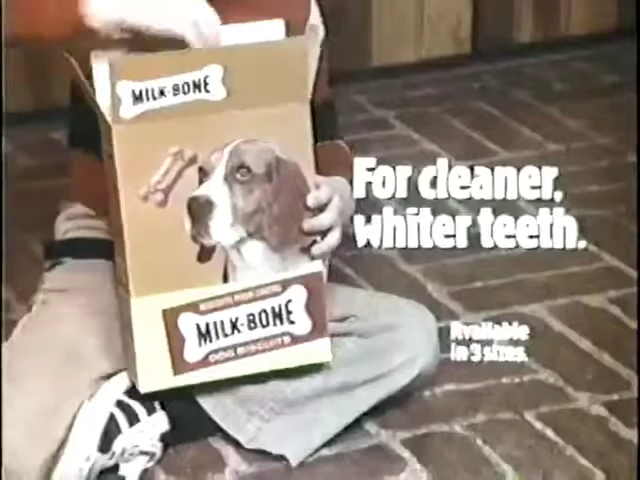 MILK-BONE
For cleaner,
whiter teeth.
MILK-BONE
DOG BISCUITS
Available
in 3 sizes.